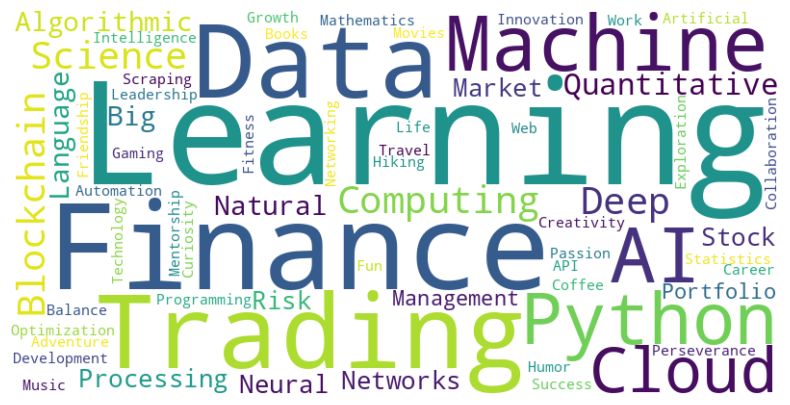 Algorithmic
Growth
Mathematics
Innovation
Work
Artificial
Intelligence
Books
Movies
Science
Data
Machine
Scraping
Leadership
Market
Quantitative
Language
Friendship
Big
Learning
Gaming
Fitness
Networking
Life
Web
Travel
Hiking
Exploration
Collaboration
Blockchain
Automation
Natural
Computing
Deep
Technology
Mentorship
Curiosity
Finance
Creativity
AI
Stock
Passion
Statistics
Fun
API
Career
Coffee
Portfolio
Balance
Programming
Risk
Management
Optimization
Trading
Python
Adventure
Development
Perseverance
Music
Processing
Neural
Networks
Humor
Success
Cloud